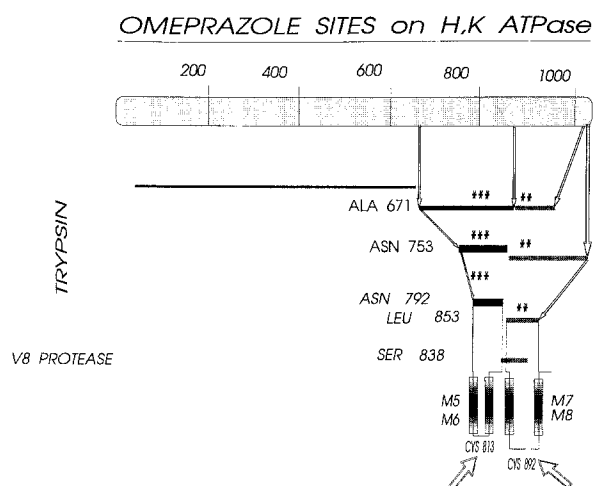 OMEPRAZOLE SITES on H,K ATPase
200 400 600 800 1000
TRYPSIN
ALA 671 ### ##
ASN 753 ### ##
###
ASN 792 ##
LEU 853
V8 PROTEASE SER 838
M5 M7
M6 M8
CYS 813 CYS 892